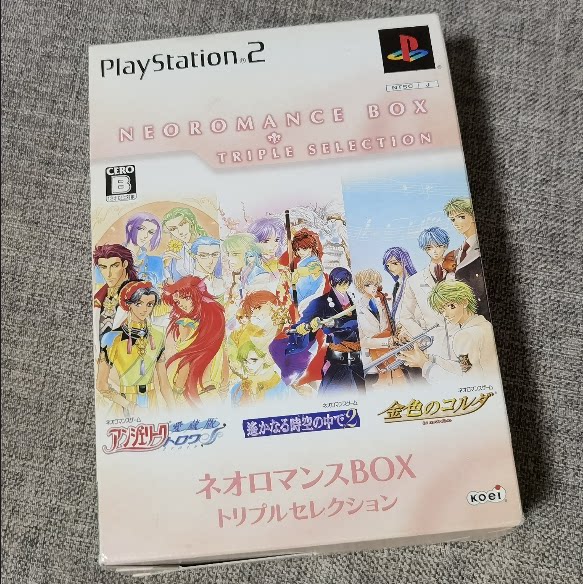 PlayStation®2
NTSC J
NEOROMANCE BOX
TRIPLE SELECTION
CERO
B
ネオロマンスゲーム
アンジェリーク
愛蔵版
トロワ
ネオロマンスゲーム
遙かなる時空の中で2
ネオロマンスゲーム
金色のコルダ
ネオロマンスBOX
トリプルセレクション
KOEI